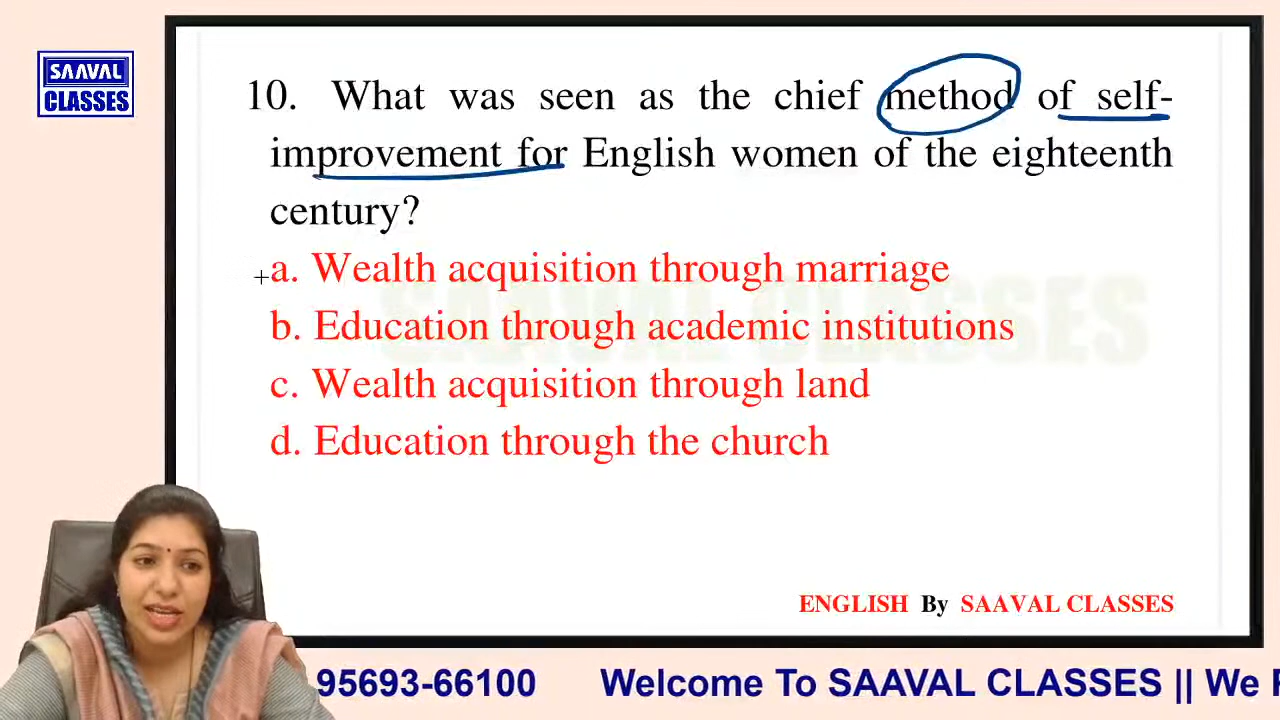 SAAVAL
CLASSES
10. What was seen as the chief method of self-
improvement for English women of the eighteenth
century?
a. Wealth acquisition through marriage
b. Education through academic institutions
c. Wealth acquisition through land
d. Education through the church
SAAVAL CLASSES
ENGLISH By SAAVAL CLASSES
95693-66100 Welcome To SAAVAL CLASSES || We